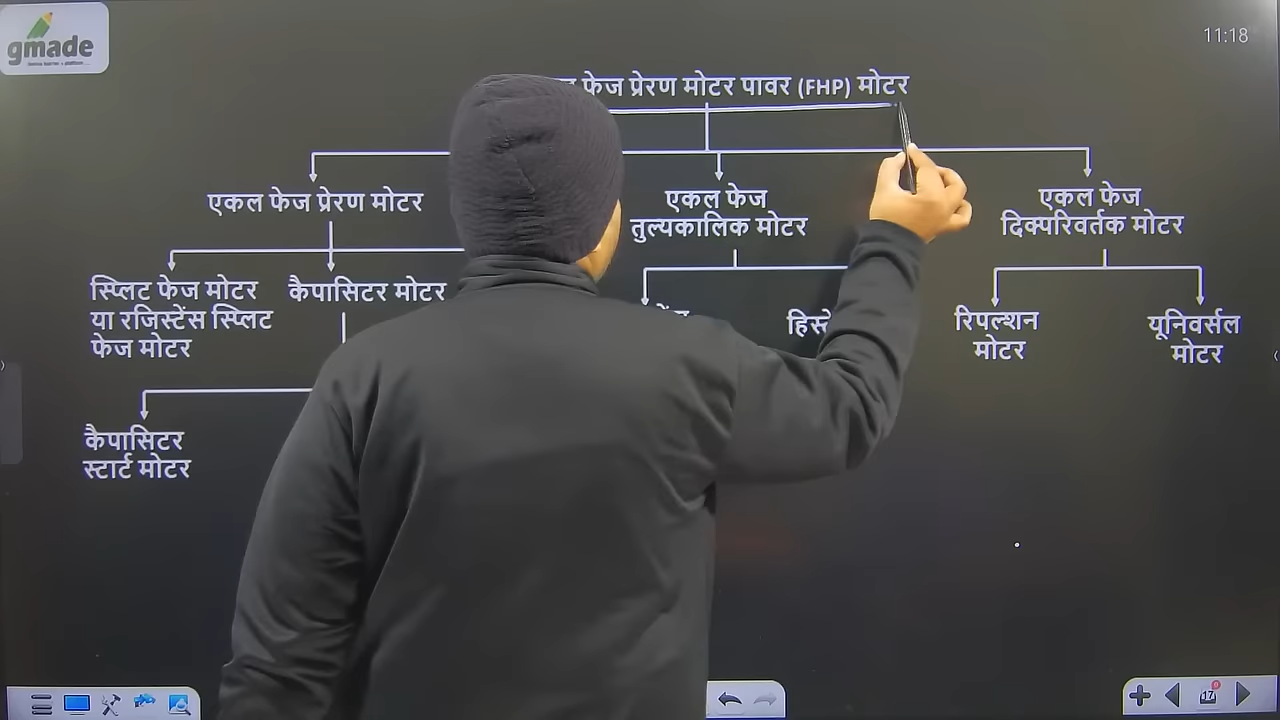 gmade
11:18
फेज प्रेरण मोटर पावर (FHP) मोटर
एकल फेज प्रेरण मोटर
एकल फेज
तुल्यकालिक मोटर
एकल फेज
दिक्परिवर्तक मोटर
स्प्लिट फेज मोटर
या रजिस्टेंस स्प्लिट
फेज मोटर
कैपासिटर मोटर
रिपल्शन
मोटर
यूनिवर्सल
मोटर
कैपासिटर
स्टार्ट मोटर
17